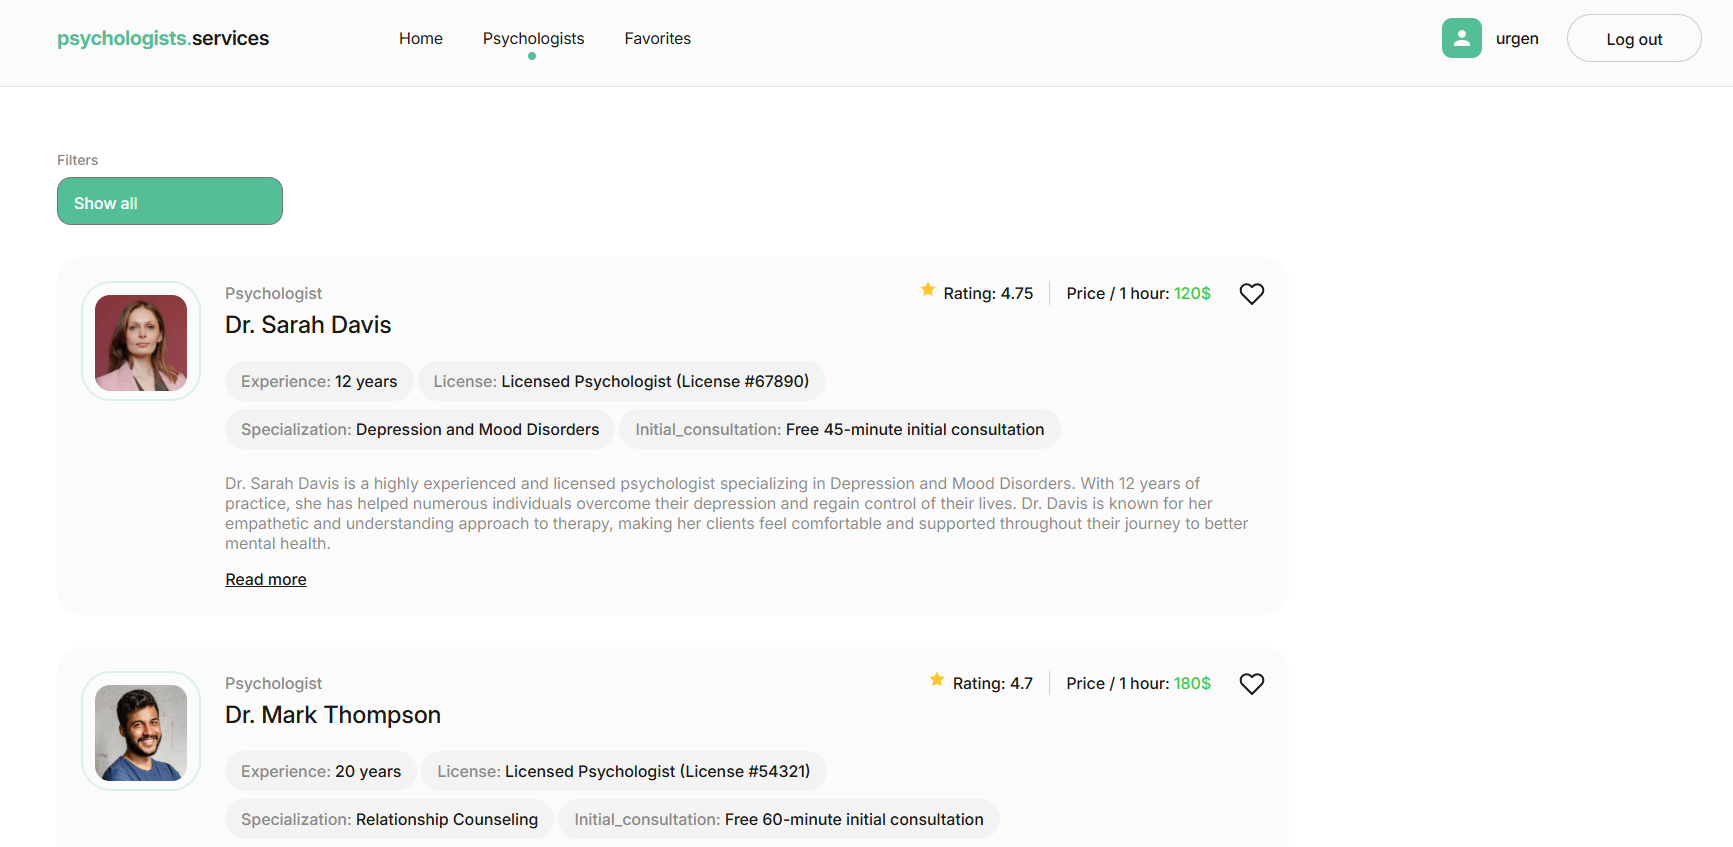 psychologists.services Home Psychologists Favorites urgen Log out
Filters
Show all
Psychologist Rating: 4.75 Price / 1 hour: 120$
Dr. Sarah Davis
Experience: 12 years License: Licensed Psychologist (License #67890)
Specialization: Depression and Mood Disorders Initial_consultation: Free 45-minute initial consultation
Dr. Sarah Davis is a highly experienced and licensed psychologist specializing in Depression and Mood Disorders. With 12 years of
practice, she has helped numerous individuals overcome their depression and regain control of their lives. Dr. Davis is known for her
empathetic and understanding approach to therapy, making her clients feel comfortable and supported throughout their journey to better
mental health.
Read more
Psychologist Rating: 4.7 Price / 1 hour: 180$
Dr. Mark Thompson
Experience: 20 years License: Licensed Psychologist (License #54321)
Specialization: Relationship Counseling Initial_consultation: Free 60-minute initial consultation